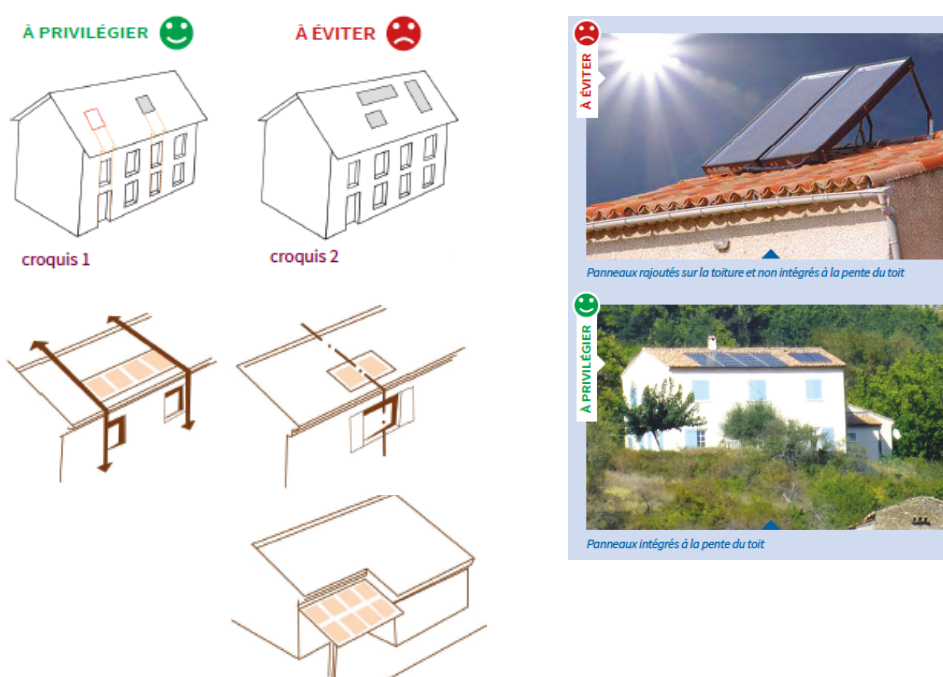 À PRIVILÉGIER
À ÉVITER
croquis 1
croquis 2
À ÉVITER
Panneaux rajoutés sur la toiture et non intégrés à la pente du toit
À PRIVILÉGIER
Panneaux intégrés à la pente du toit